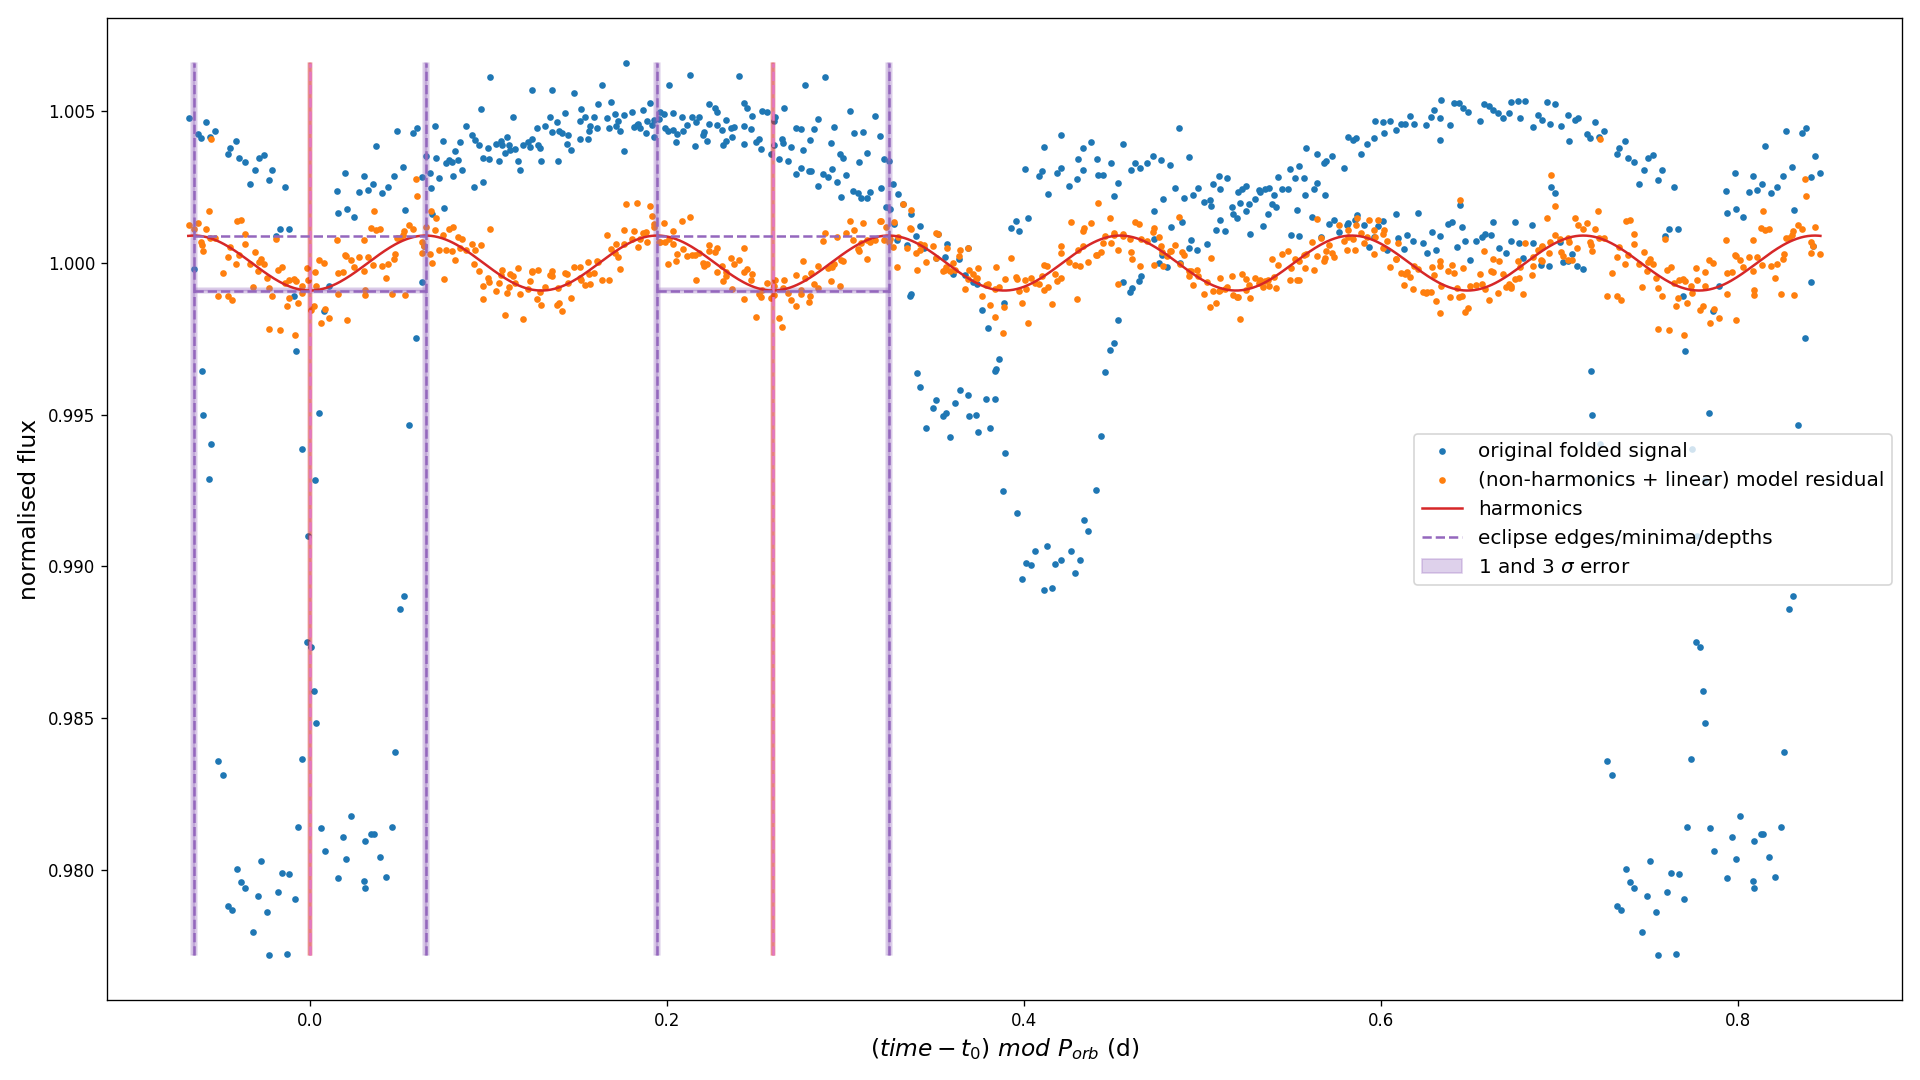 1.005
1.000
0.995
0.990
0.985
0.980
normalised flux
original folded signal
(non-harmonics + linear) model residual
harmonics
eclipse edges/minima/depths
1 and 3 σ error
0.0 0.2 0.4 0.6 0.8
(time − t₀) mod Pₒᵣb (d)